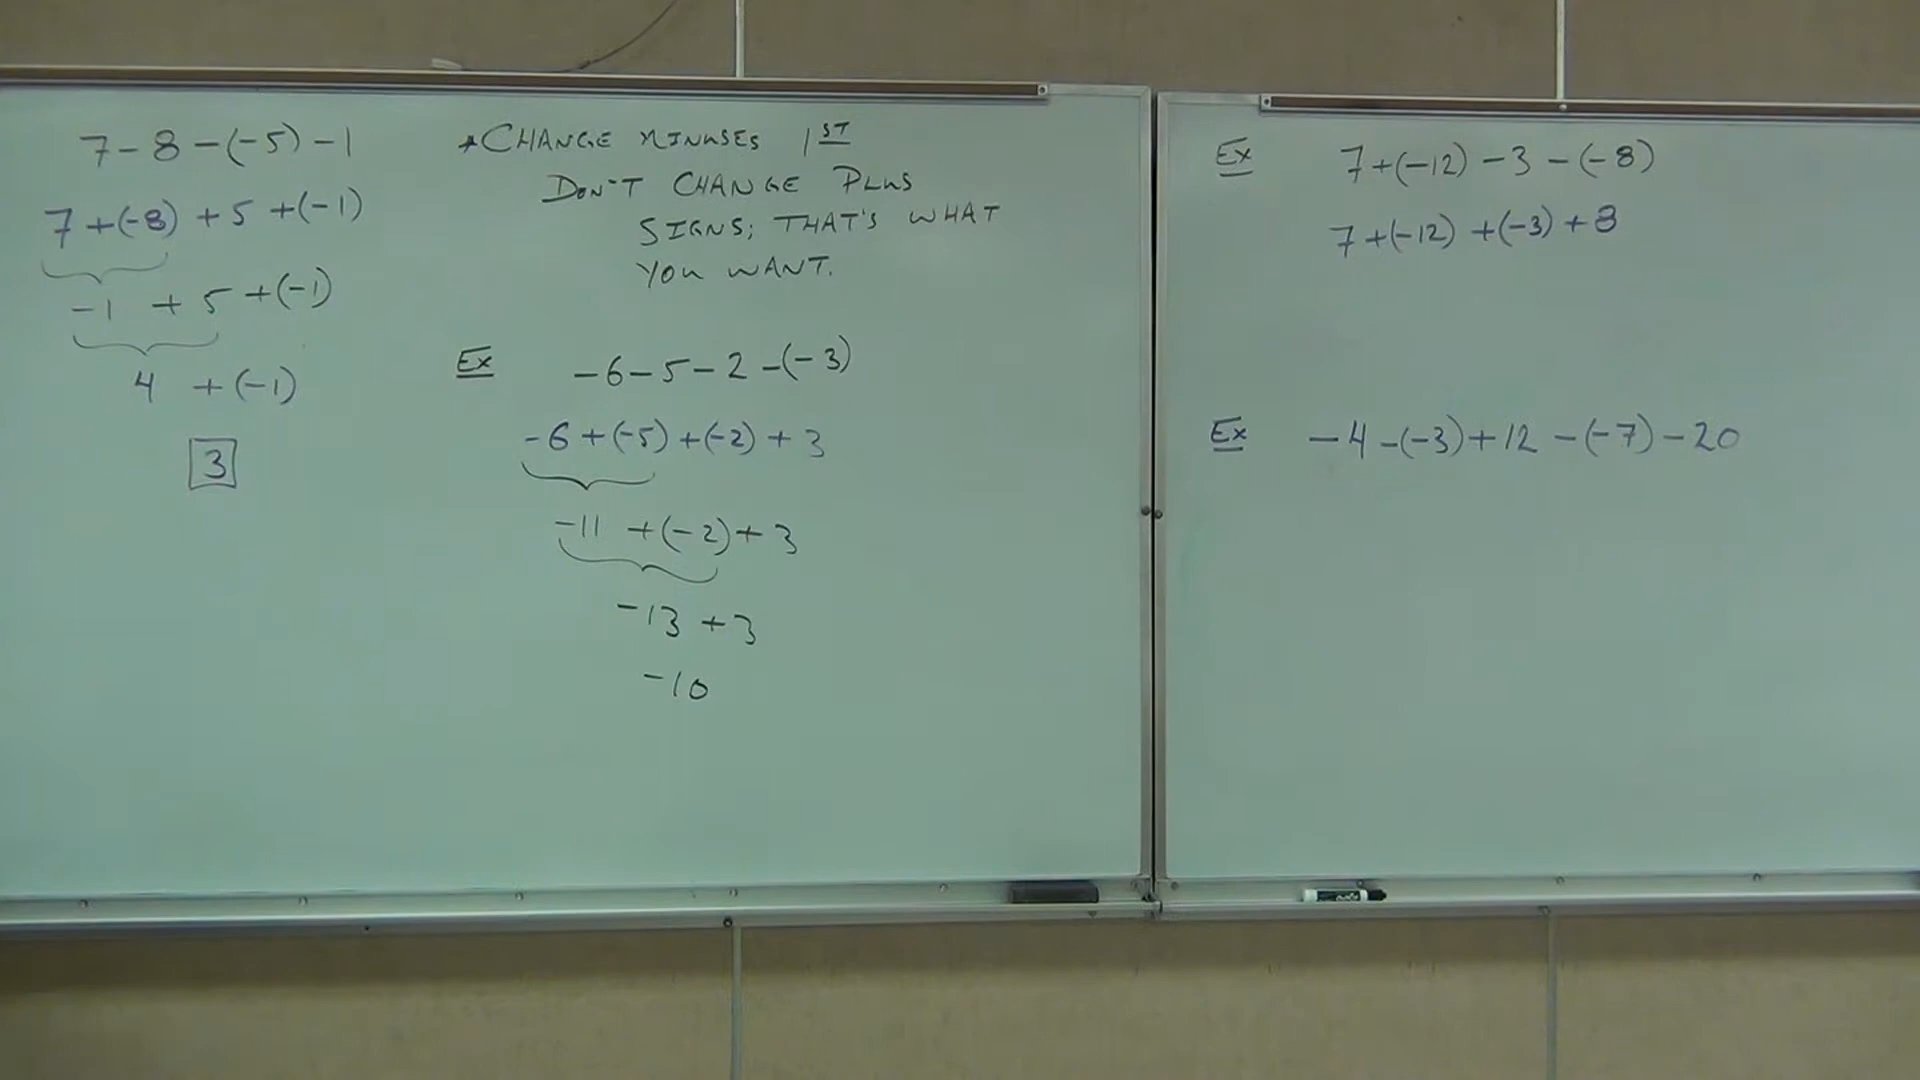 7 - 8 - (-5) - 1
7 + (-8) + 5 + (-1)
-1 + 5 + (-1)
4 + (-1)
3
* CHANGE MINUSES 1ST
DON'T CHANGE PLUS
SIGNS; THAT'S WHAT
YOU WANT.
Ex -6 - 5 - 2 - (-3)
-6 + (-5) + (-2) + 3
-11 + (-2) + 3
-13 + 3
-10
Ex 7 + (-12) - 3 - (-8)
7 + (-12) + (-3) + 8
Ex -4 - (-3) + 12 - (-7) - 20